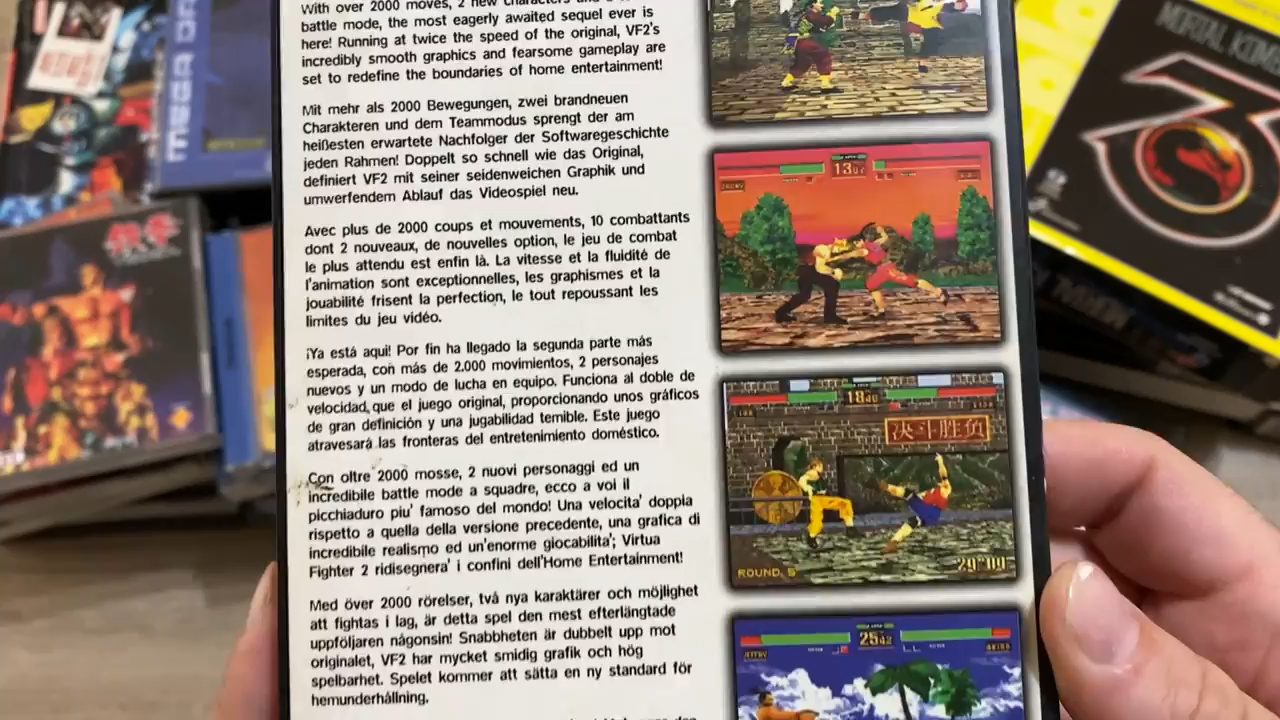 With over 2000 moves, 2 new characters and
battle mode, the most eagerly awaited sequel ever is
here! Running at twice the speed of the original, VF2's
incredibly smooth graphics and fearsome gameplay are
set to redefine the boundaries of home entertainment!
Mit mehr als 2000 Bewegungen, zwei brandneuen
Charakteren und dem Teammodus sprengt der am
heißesten erwartete Nachfolger der Softwaregeschichte
jeden Rahmen! Doppelt so schnell wie das Original,
definiert VF2 mit seiner seidenweichen Graphik und
umwerfendem Ablauf das Videospiel neu.
Avec plus de 2000 coups et mouvements, 10 combattants
dont 2 nouveaux, de nouvelles option, le jeu de combat
le plus attendu est enfin là. La vitesse et la fluidité de
l'animation sont exceptionnelles, les graphismes et la
jouabilité frisent la perfection, le tout repoussant les
limites du jeu vidéo.
¡Ya está aqui! Por fin ha llegado la segunda parte más
esperada, con más de 2.000 movimientos, 2 personajes
nuevos y un modo de lucha en equipo. Funciona al doble de
velocidad que el juego original, proporcionando unos gráficos
de gran definición y una jugabilidad temible. Este juego
atravesará las fronteras del entretenimiento doméstico.
Con oltre 2000 mosse, 2 nuovi personaggi ed un
incredibile battle mode a squadre, ecco a voi il
picchiaduro piu' famoso del mondo! Una velocita' doppia
rispetto a quella della versione precedente, una grafica di
incredibile realismo ed un'enorme giocabilita'; Virtua
Fighter 2 ridisegnera' i confini dell'Home Entertainment!
Med över 2000 rörelser, två nya karaktärer och möjlighet
att fightas i lag, är detta spel den mest efterlängtade
uppföljaren någonsin! Snabbheten är dubbelt upp mot
originalet, VF2 har mycket smidig grafik och hög
spelbarhet. Spelet kommer att sätta en ny standard för
hemunderhållning.
13
18
决斗胜负
ROUND 5
29"09
25
AKIRA
MEGA DR
鉄拳
MORTAL KOMB
3